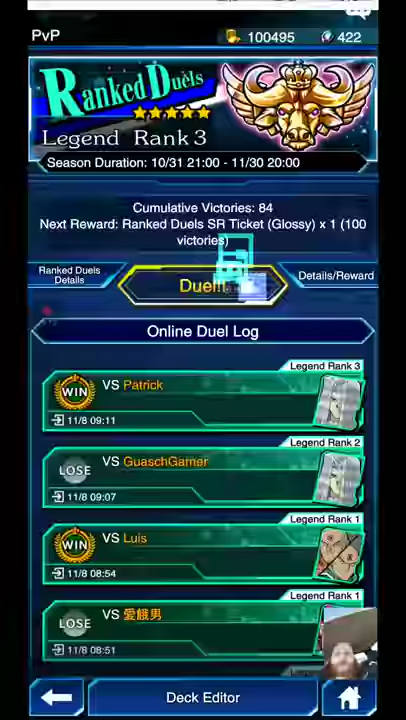 PvP
100495
422
Ranked Duels
Legend Rank 3
Season Duration: 10/31 21:00 - 11/30 20:00
Cumulative Victories: 84
Next Reward: Ranked Duels SR Ticket (Glossy) x 1 (100
victories)
Ranked Duels
Details
Duel!!
Details/Reward
Online Duel Log
Legend Rank 3
WIN
VS Patrick
11/8 09:11
Legend Rank 2
LOSE
VS GuaschGamer
11/8 09:07
Legend Rank 1
WIN
VS Luis
11/8 08:54
Legend Rank 1
LOSE
VS 愛餓男
11/8 08:51
Deck Editor